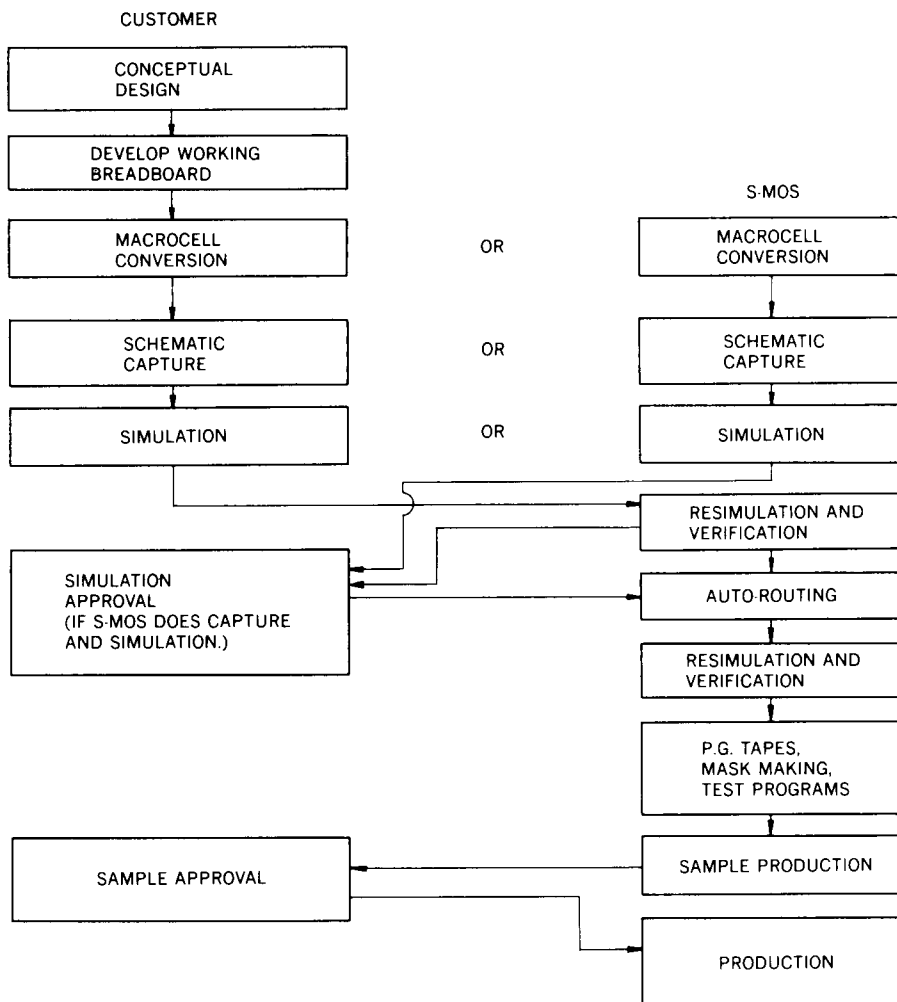 CUSTOMER
CONCEPTUAL
DESIGN
DEVELOP WORKING
BREADBOARD
S-MOS
MACROCELL
CONVERSION
OR
MACROCELL
CONVERSION
SCHEMATIC
CAPTURE
OR
SCHEMATIC
CAPTURE
SIMULATION
OR
SIMULATION
RESIMULATION AND
VERIFICATION
SIMULATION
APPROVAL
(IF S-MOS DOES CAPTURE
AND SIMULATION.)
AUTO-ROUTING
RESIMULATION AND
VERIFICATION
P.G. TAPES,
MASK MAKING,
TEST PROGRAMS
SAMPLE APPROVAL
SAMPLE PRODUCTION
PRODUCTION